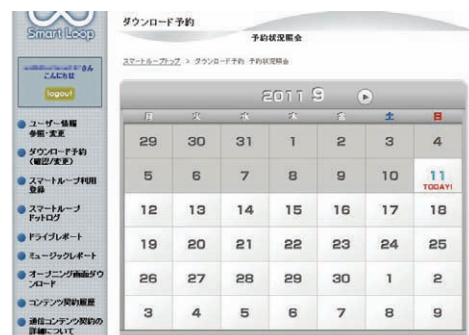 Smart Loop
さん
こんにちは
logout
ユーザー情報
参照・変更
ダウンロード予約
(確認/変更)
スマートループ利用
登録
スマートループ
ドットログ
ドライブレポート
ミュージックレポート
オープニング画面ダウ
ンロード
コンテンツ契約履歴
通信コンテンツ契約の
詳細について
ダウンロード予約
予約状況照会
スマートループトップ > ダウンロード予約 予約状況照会
2011 9
月 火 水 木 金 土 日
29 30 31 1 2 3 4
5 6 7 8 9 10 11
TODAY!
12 13 14 15 16 17 18
19 20 21 22 23 24 25
26 27 28 29 30 1 2
3 4 5 6 7 8 9